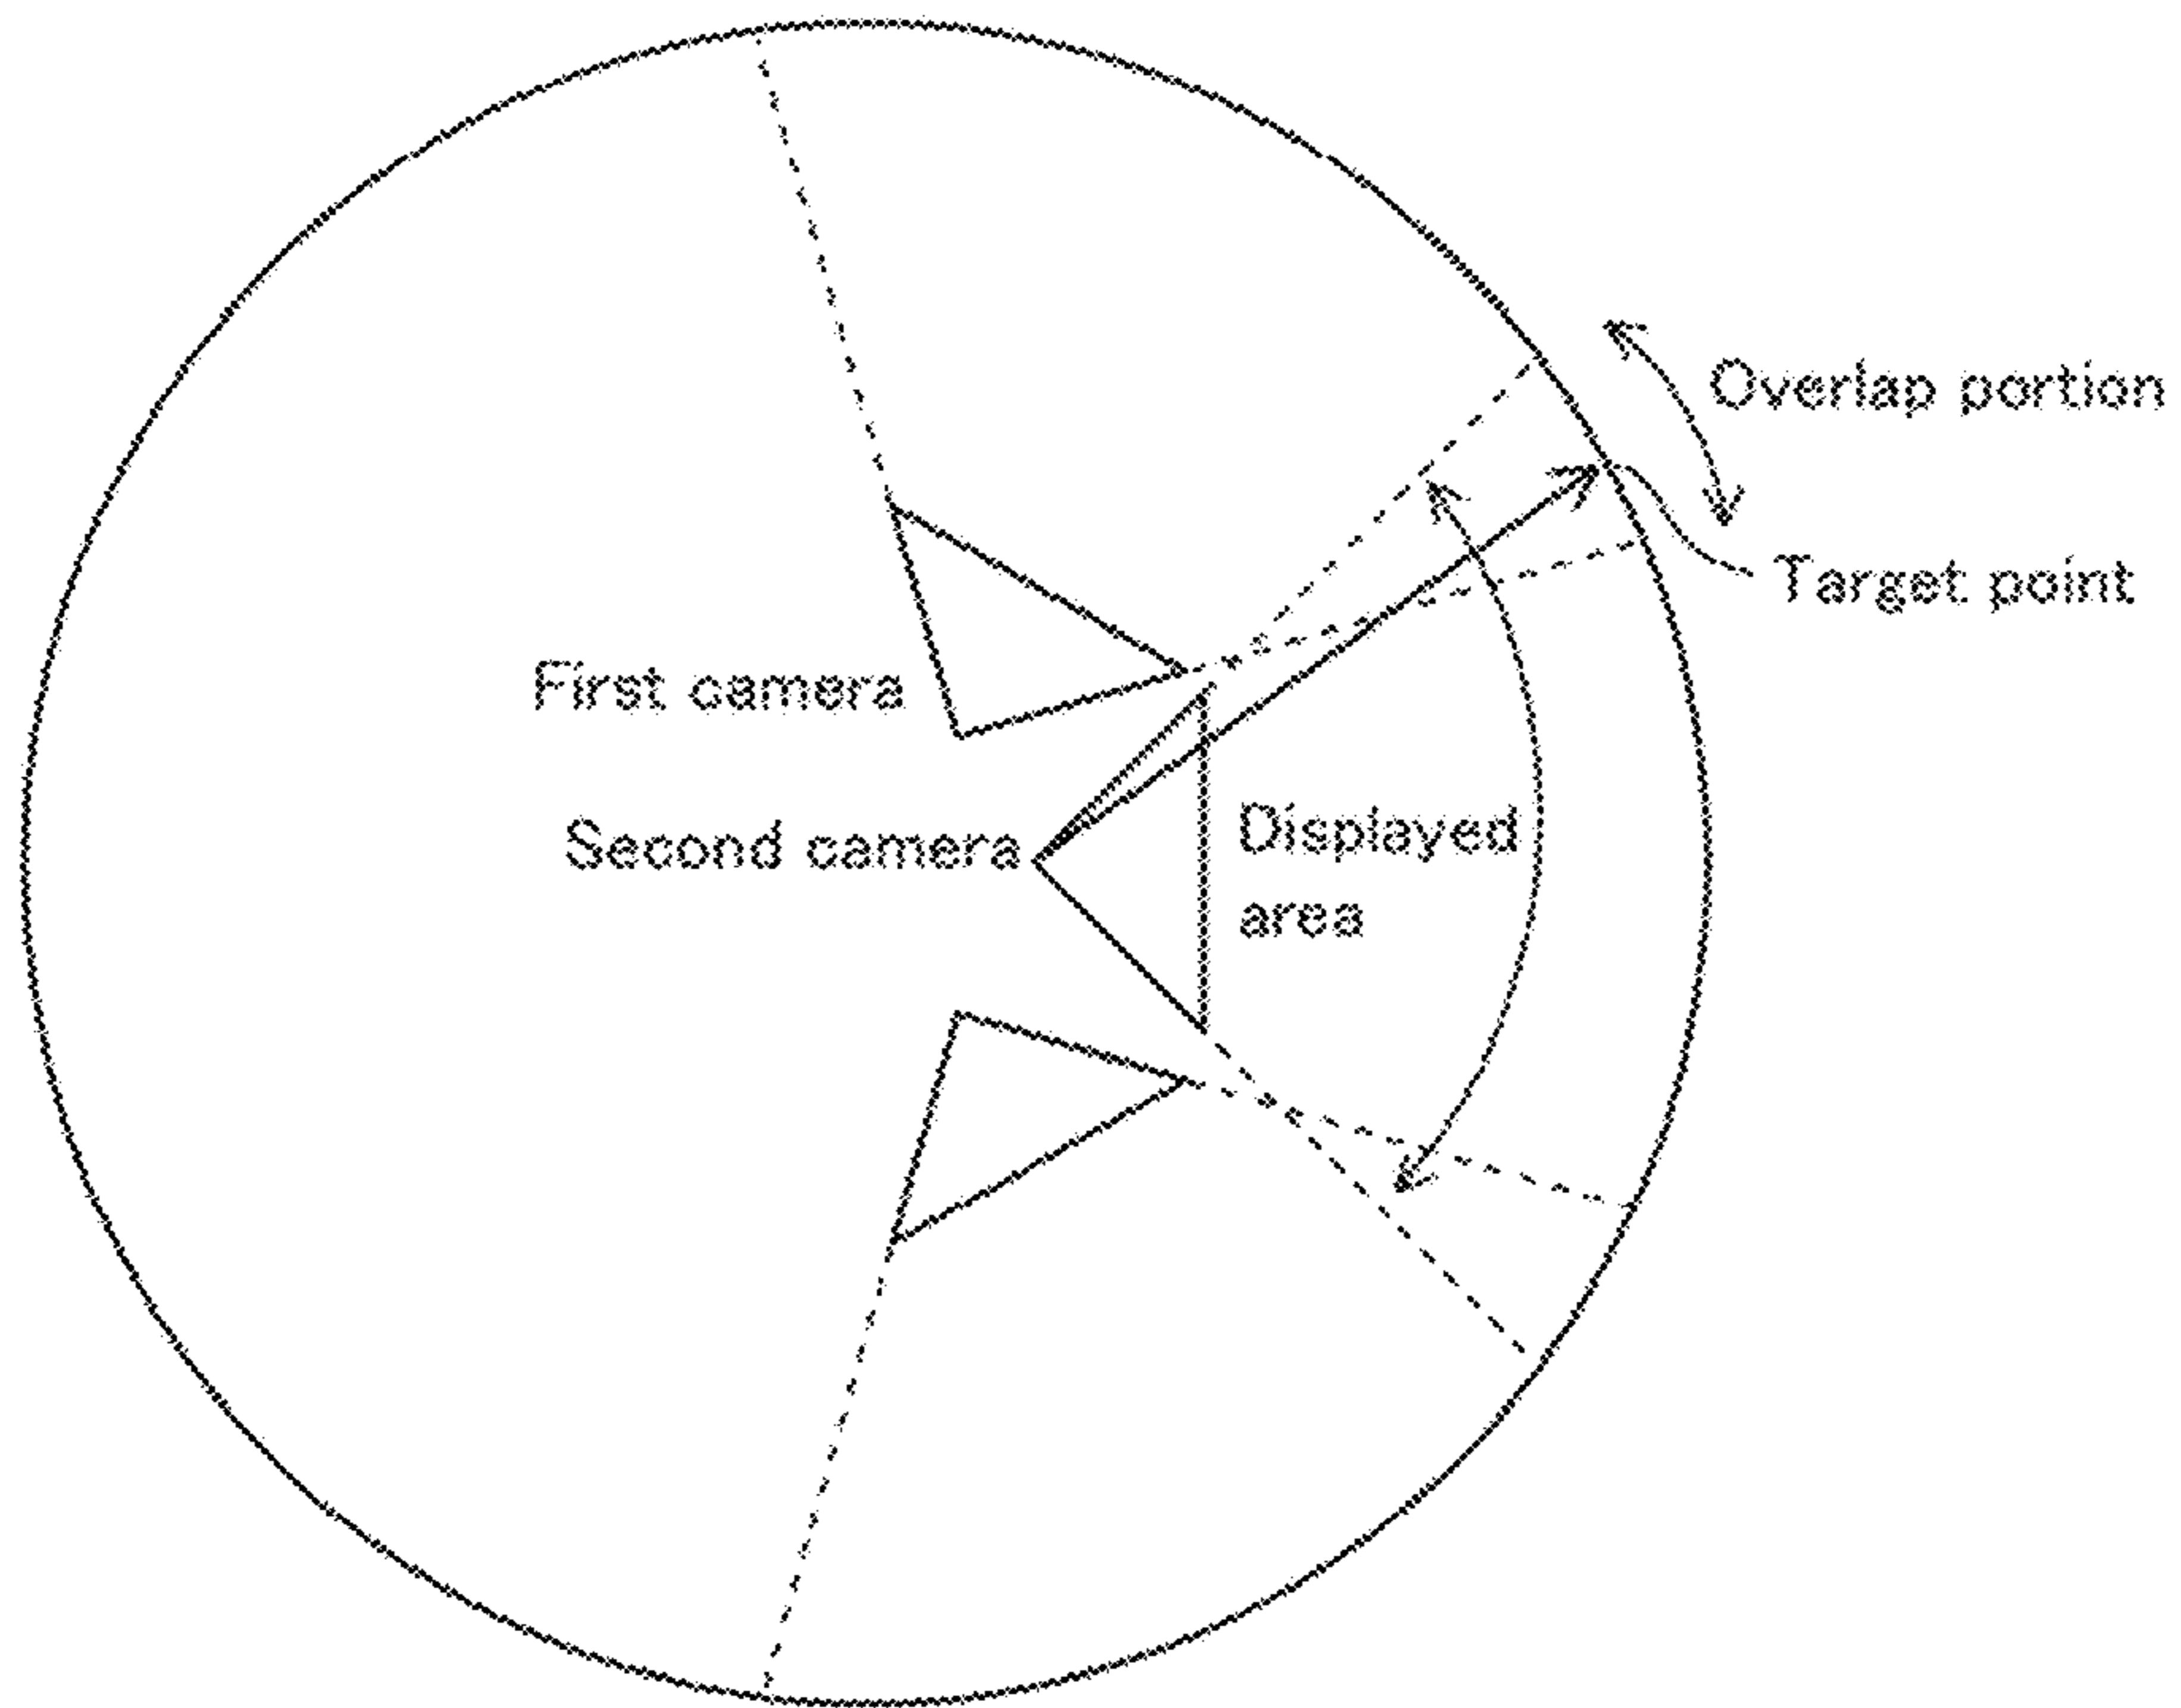 Overlap portion
Target point
First camera
Second camera
Displayed
area